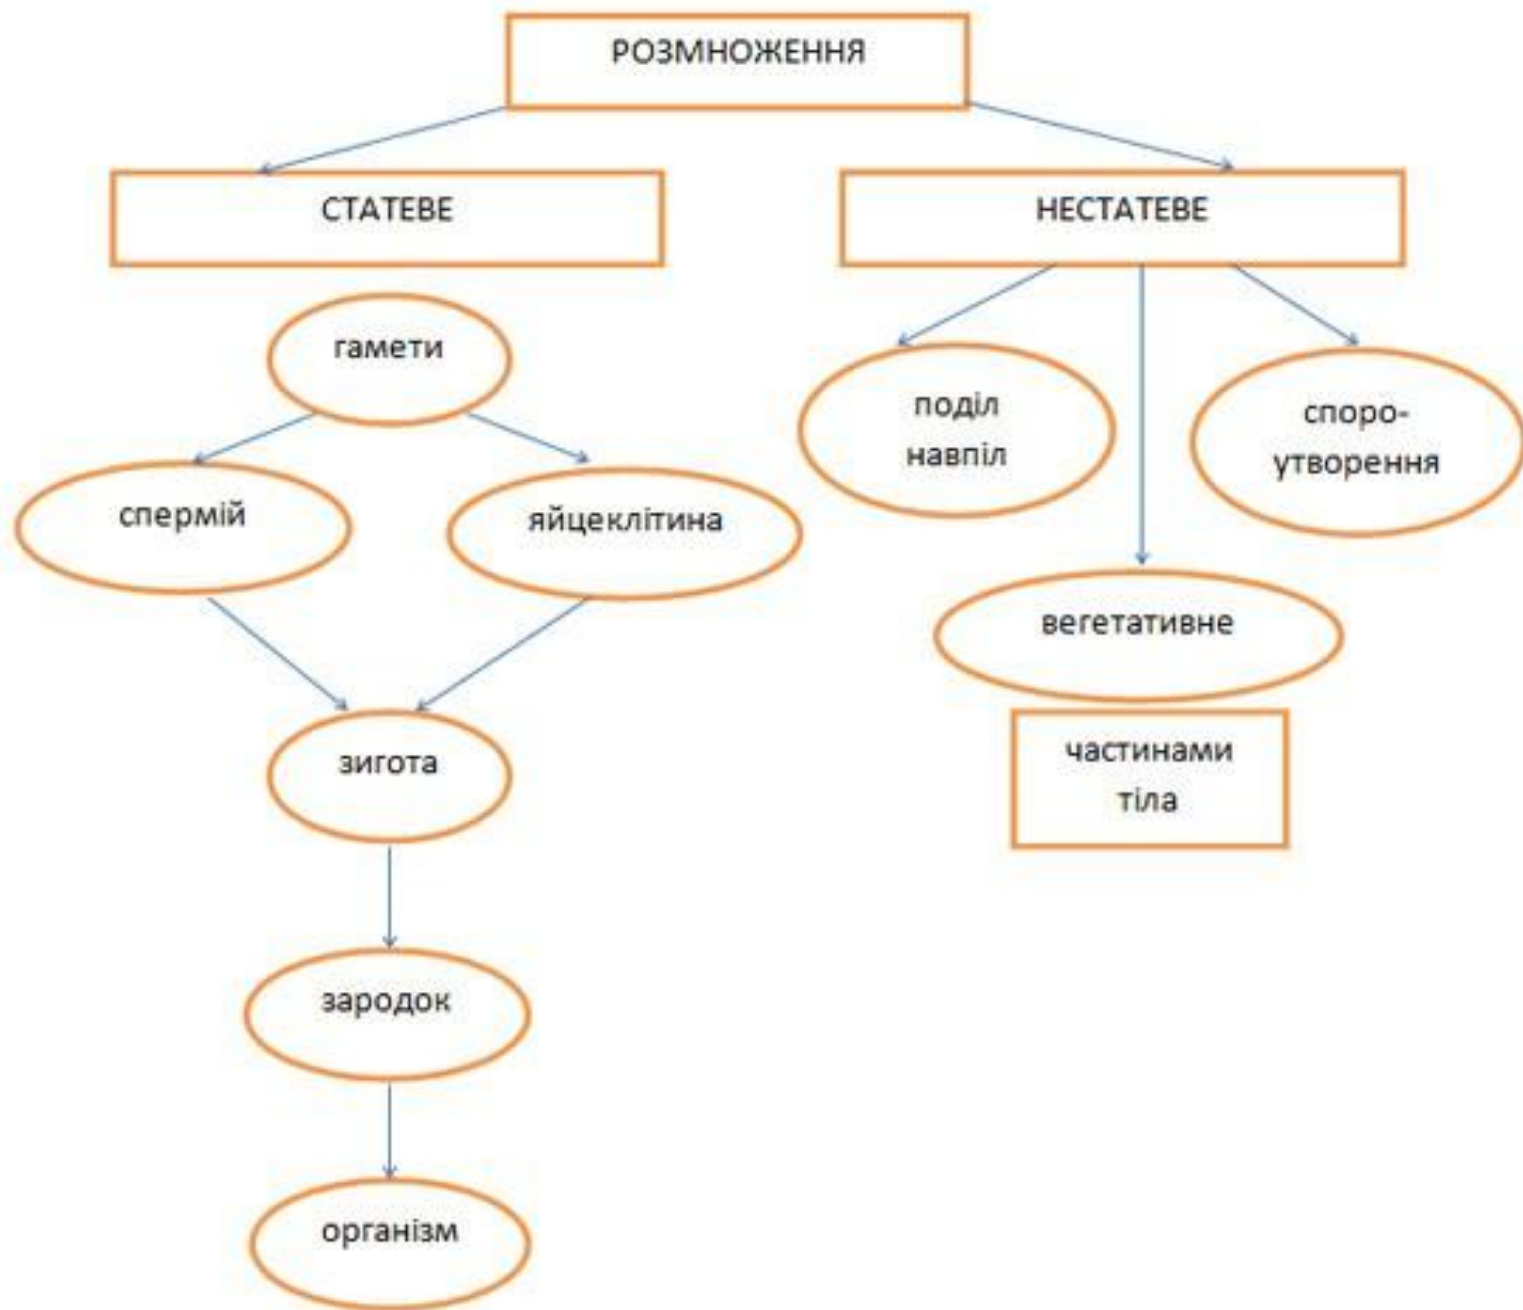 РОЗМНОЖЕННЯ
СТАТЕВЕ
НЕСТАТЕВЕ
гамети
поділ
навпіл
споро-
утворення
спермій
яйцеклітина
вегетативне
зигота
частинами
тіла
зародок
організм